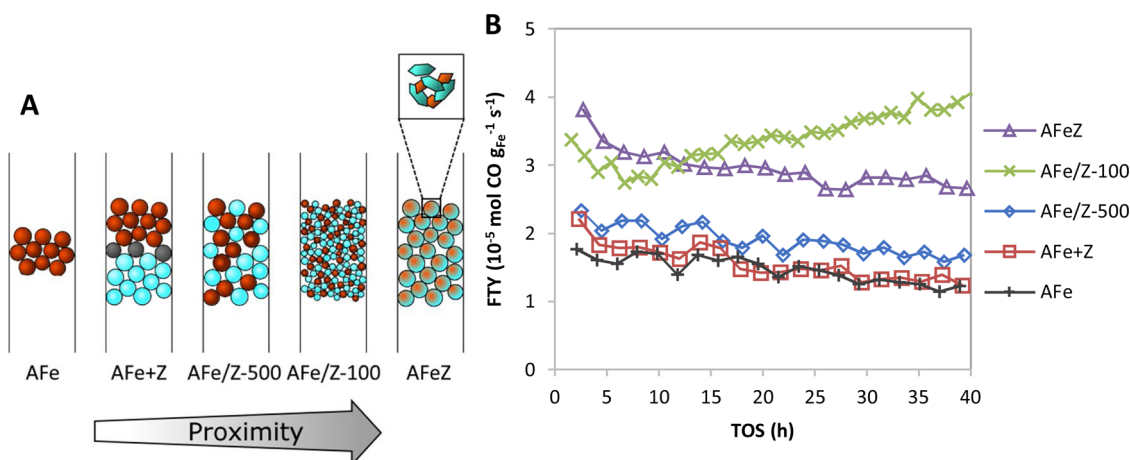 A
AFe
AFe+Z
AFe/Z-500
AFe/Z-100
AFeZ
Proximity
B
FTY (10⁻⁵ mol CO g_Fe⁻¹ s⁻¹)
5
4
3
2
1
0
0 5 10 15 20 25 30 35 40
TOS (h)
AFeZ
AFe/Z-100
AFe/Z-500
AFe+Z
AFe